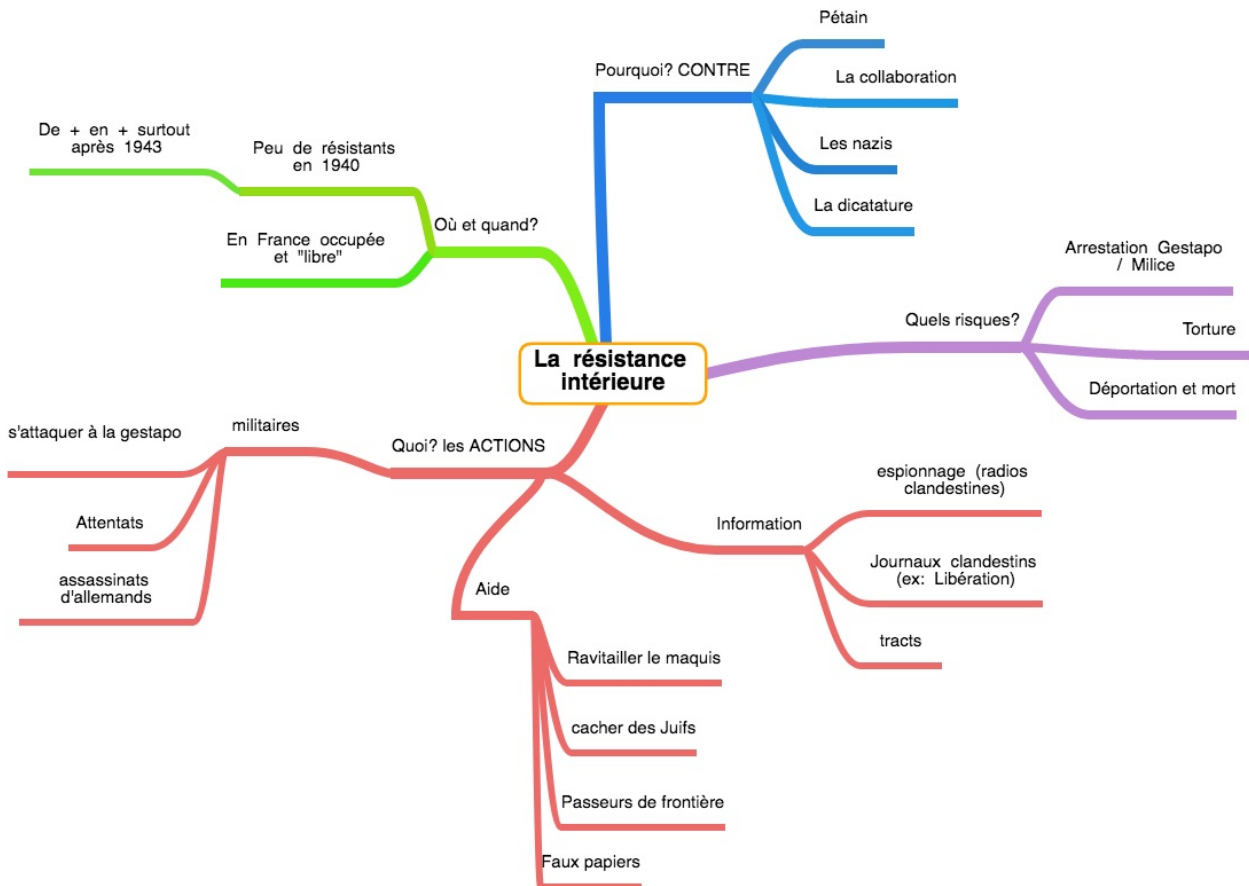 La résistance
intérieure
Pourquoi? CONTRE
Pétain
La collaboration
Les nazis
La dicatature
Quels risques?
Arrestation Gestapo
/ Milice
Torture
Déportation et mort
Où et quand?
Peu de résistants
en 1940
De + en + surtout
après 1943
En France occupée
et "libre"
Quoi? les ACTIONS
militaires
s'attaquer à la gestapo
Attentats
assassinats
d'allemands
Aide
Ravitailler le maquis
cacher des Juifs
Passeurs de frontière
Faux papiers
Information
espionnage (radios
clandestines)
Journaux clandestins
(ex: Libération)
tracts